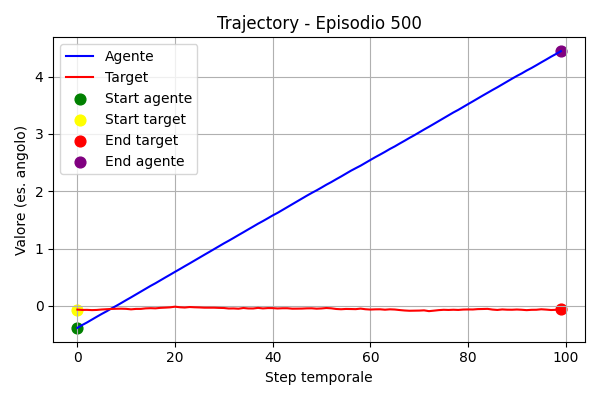 Trajectory - Episodio 500
Agente
Target
Start agente
Start target
End target
End agente
Valore (es. angolo)
4
3
2
1
0
0 20 40 60 80 100
Step temporale